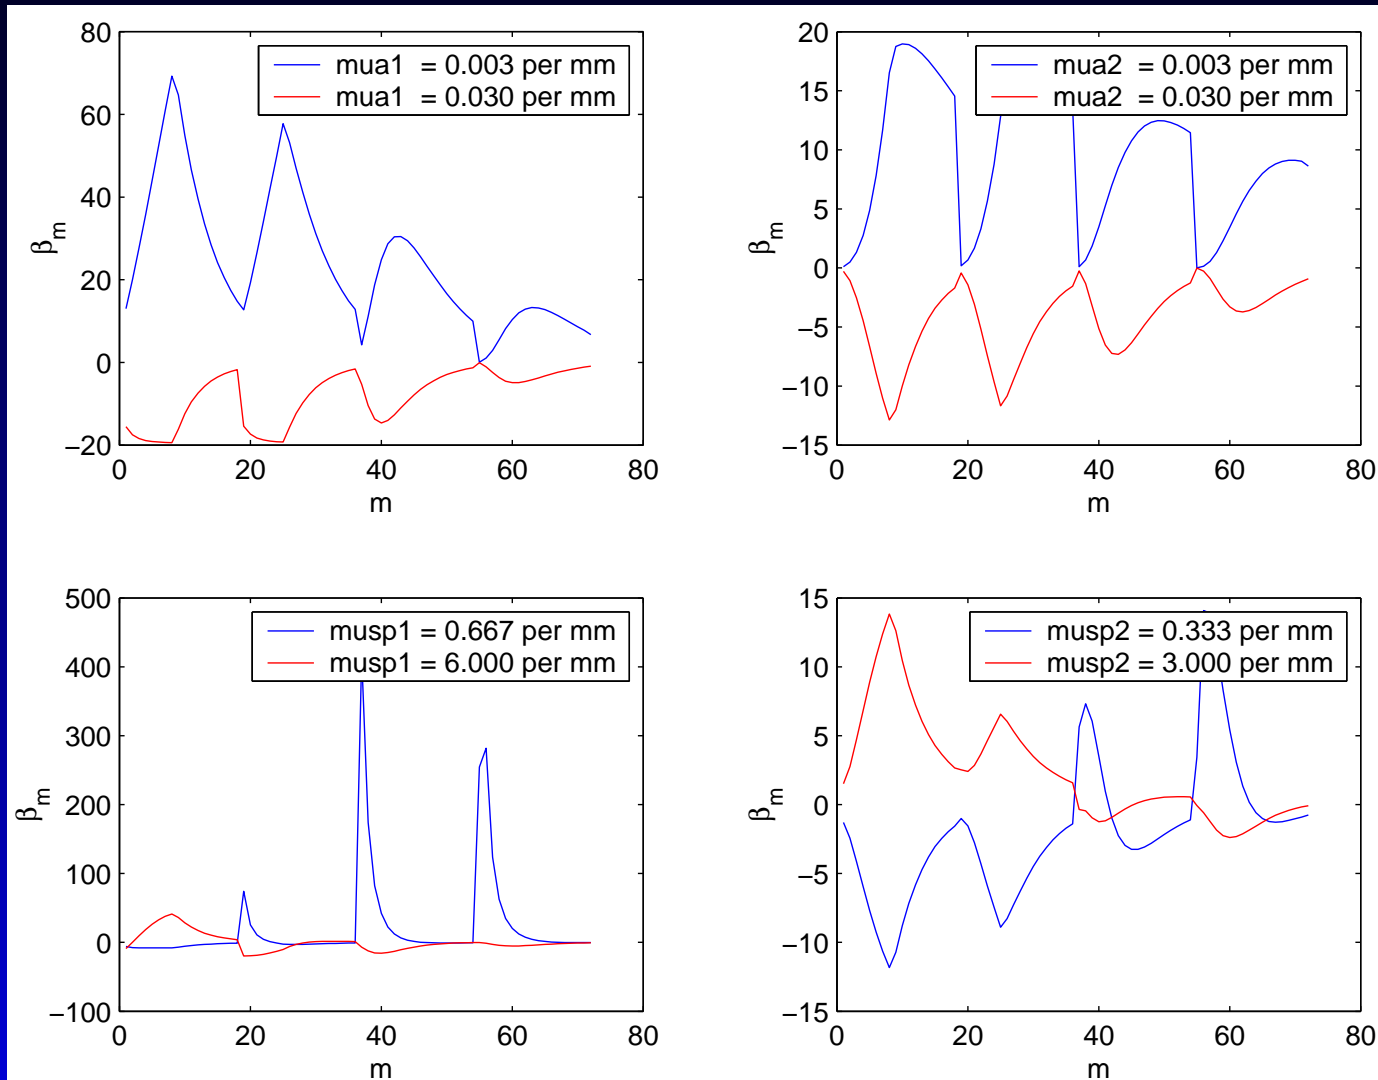 80
60
40
20
0
−20
0 20 40 60 80
m
β_m
mua1 = 0.003 per mm
mua1 = 0.030 per mm
20
15
10
5
0
−5
−10
−15
0 20 40 60 80
m
β_m
mua2 = 0.003 per mm
mua2 = 0.030 per mm
500
400
300
200
100
0
−100
0 20 40 60 80
m
β_m
musp1 = 0.667 per mm
musp1 = 6.000 per mm
15
10
5
0
−5
−10
−15
0 20 40 60 80
m
β_m
musp2 = 0.333 per mm
musp2 = 3.000 per mm